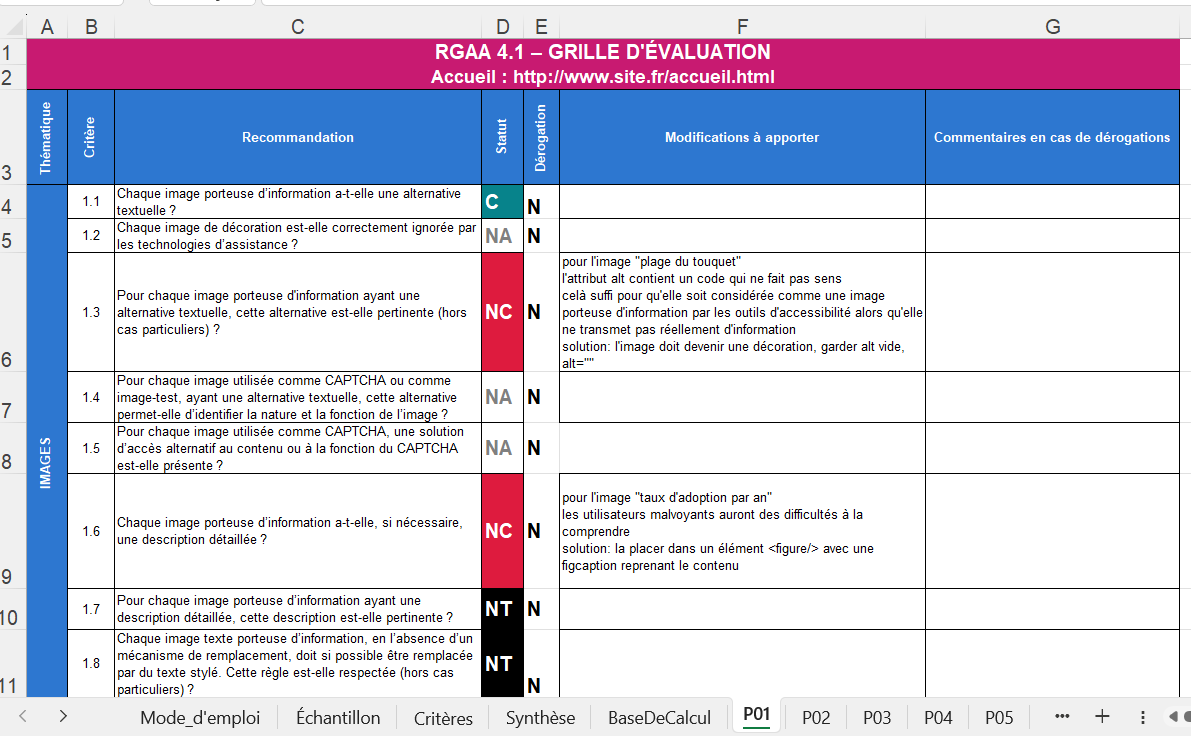 A B C D E F G
1 RGAA 4.1 – GRILLE D'ÉVALUATION
2 Accueil : http://www.site.fr/accueil.html
3 Thématique Critère Recommandation Statut Dérogation Modifications à apporter Commentaires en cas de dérogations
IMAGES
4 1.1 Chaque image porteuse d’information a-t-elle une alternative
textuelle ? C N
5 1.2 Chaque image de décoration est-elle correctement ignorée par
les technologies d’assistance ? NA N
6 1.3 Pour chaque image porteuse d'information ayant une
alternative textuelle, cette alternative est-elle pertinente (hors
cas particuliers) ? NC N
pour l'image "plage du touquet"
l'attribut alt contient un code qui ne fait pas sens
celà suffi pour qu'elle soit considérée comme une image
porteuse d'information par les outils d'accessibilité alors qu'elle
ne transmet pas réellement d'information
solution: l'image doit devenir une décoration, garder alt vide,
alt=""
7 1.4 Pour chaque image utilisée comme CAPTCHA ou comme
image-test, ayant une alternative textuelle, cette alternative
permet-elle d’identifier la nature et la fonction de l’image ? NA N
8 1.5 Pour chaque image utilisée comme CAPTCHA, une solution
d’accès alternatif au contenu ou à la fonction du CAPTCHA
est-elle présente ? NA N
9 1.6 Chaque image porteuse d’information a-t-elle, si nécessaire,
une description détaillée ? NC N
pour l'image "taux d'adoption par an"
les utilisateurs malvoyants auront des difficultés à la
comprendre
solution: la placer dans un élément <figure/> avec une
figcaption reprenant le contenu
10 1.7 Pour chaque image porteuse d’information ayant une
description détaillée, cette description est-elle pertinente ? NT N
11 1.8 Chaque image texte porteuse d’information, en l’absence d’un
mécanisme de remplacement, doit si possible être remplacée
par du texte stylé. Cette règle est-elle respectée (hors cas
particuliers) ? NT N
Mode_d'emploi Échantillon Critères Synthèse BaseDeCalcul P01 P02 P03 P04 P05